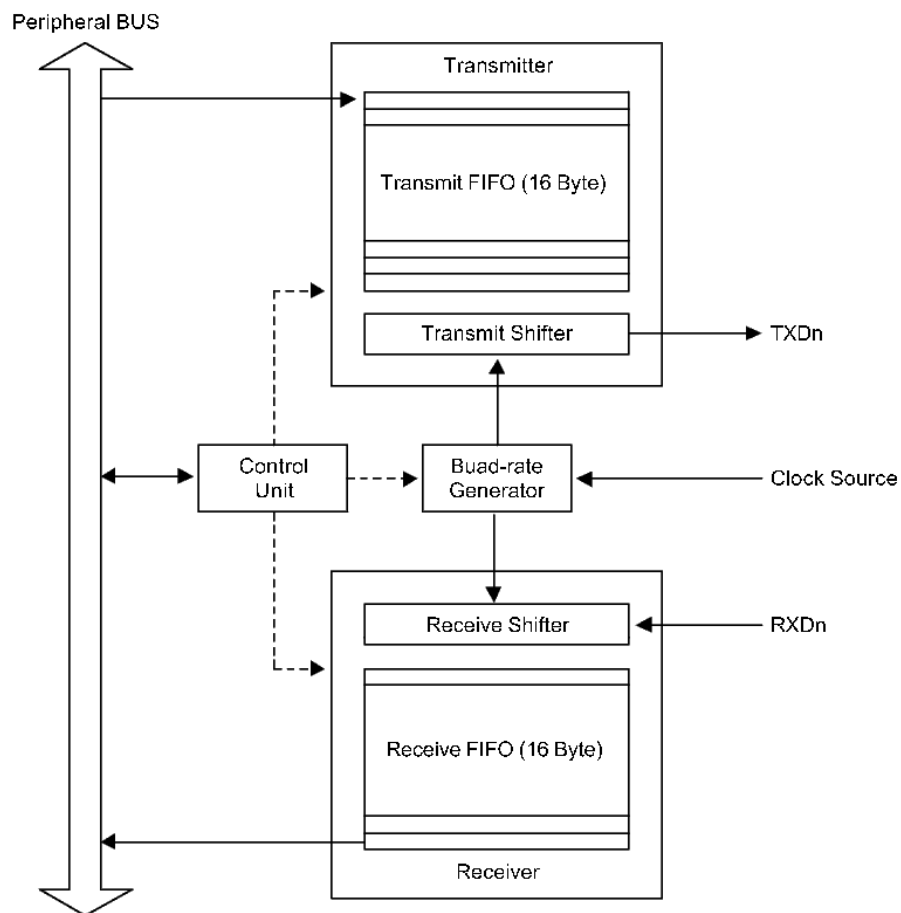 Peripheral BUS
Transmitter
Transmit FIFO (16 Byte)
Transmit Shifter
TXDn
Control
Unit
Buad-rate
Generator
Clock Source
Receive Shifter
RXDn
Receive FIFO (16 Byte)
Receiver